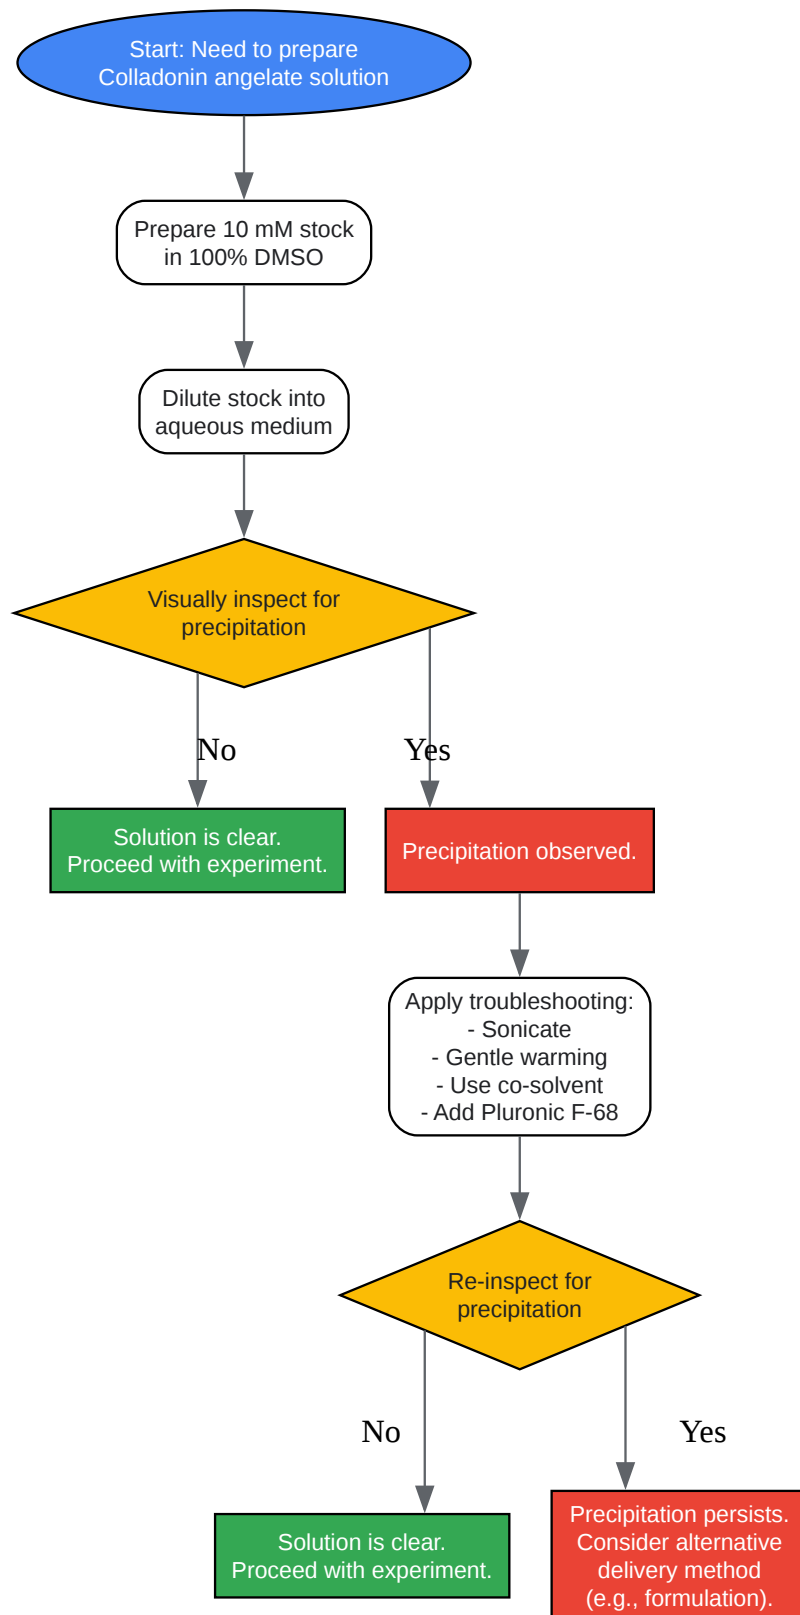 Start: Need to prepare
Colladonin angelate solution
Prepare 10 mM stock
in 100% DMSO
Dilute stock into
aqueous medium
Visually inspect for
precipitation
No
Yes
Solution is clear.
Proceed with experiment.
Precipitation observed.
Apply troubleshooting:
- Sonicate
- Gentle warming
- Use co-solvent
- Add Pluronic F-68
Re-inspect for
precipitation
No
Yes
Solution is clear.
Proceed with experiment.
Precipitation persists.
Consider alternative
delivery method
(e.g., formulation).